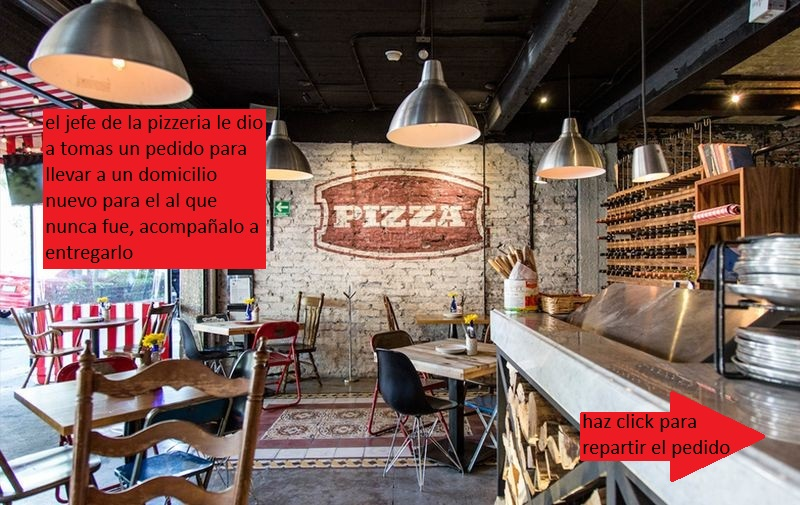 el jefe de la pizzeria le dio
a tomas un pedido para
llevar a un domicilio
nuevo para el al que
nunca fue, acompañalo a
entregarlo
PIZZA
haz click para
repartir el pedido